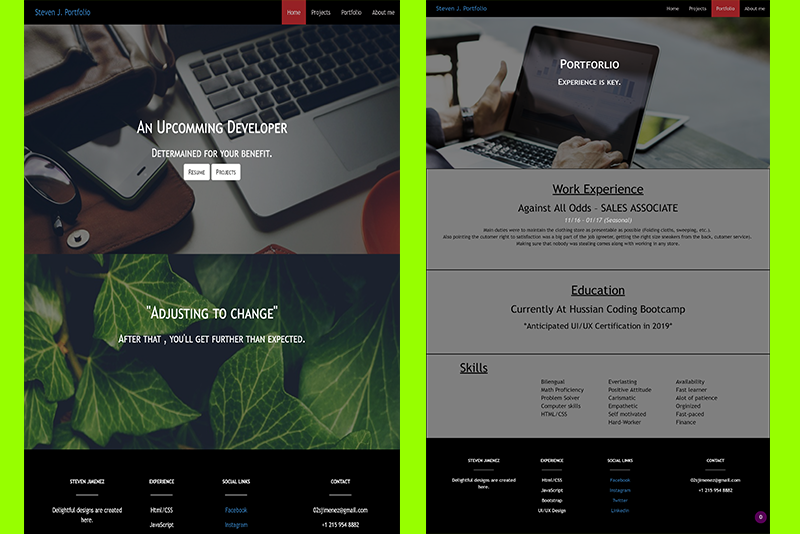 Steven J. Portfolio
Home Projects Portfolio About me
An Upcomming Developer
Determained for your benefit.
Resume Projects
"Adjusting to change"
After that , you'll get further than expected.
STEVEN JIMENEZ
Delightful designs are created
here.
EXPERIENCE
Html/CSS
JavaScript
SOCIAL LINKS
Facebook
Instagram
CONTACT
02sjimenez@gmail.com
+1 215 954 8882
Steven J. Portfolio
Home Projects Portfolio About me
Portforlio
Experience is key.
Work Experience
Against All Odds - SALES ASSOCIATE
11/16 - 01/17 (Seasonal)
Main duties were to maintain the clothing store as presentable as possible (Folding cloths, sweeping, etc.).
Also pointing the cutomer right to satisfaction was a big part of the job igneter, getting the right size sneakers from the back, cutomer services.
Making sure that nobody was stealing comes along with working in any store.
Education
Currently At Hussian Coding Bootcamp
"Anticipated UI/UX Certification in 2019"
Skills
Bilengual
Math Proficiency
Problem Solver
Computer skills
HTML/CSS
Everlasting
Positive Attitude
Carismatic
Empathetic
Self motivated
Hard-Worker
Availability
Fast learner
Alot of patience
Orginized
Fast-paced
Finance
STEVEN JIMENEZ
Delightful designs are created
here.
EXPERIENCE
Html/CSS
JavaScript
Bootstrap
UI/UX Design
SOCIAL LINKS
Facebook
Instagram
Twitter
Linkedin
CONTACT
02sjimenez@gmail.com
+1 215 954 8882